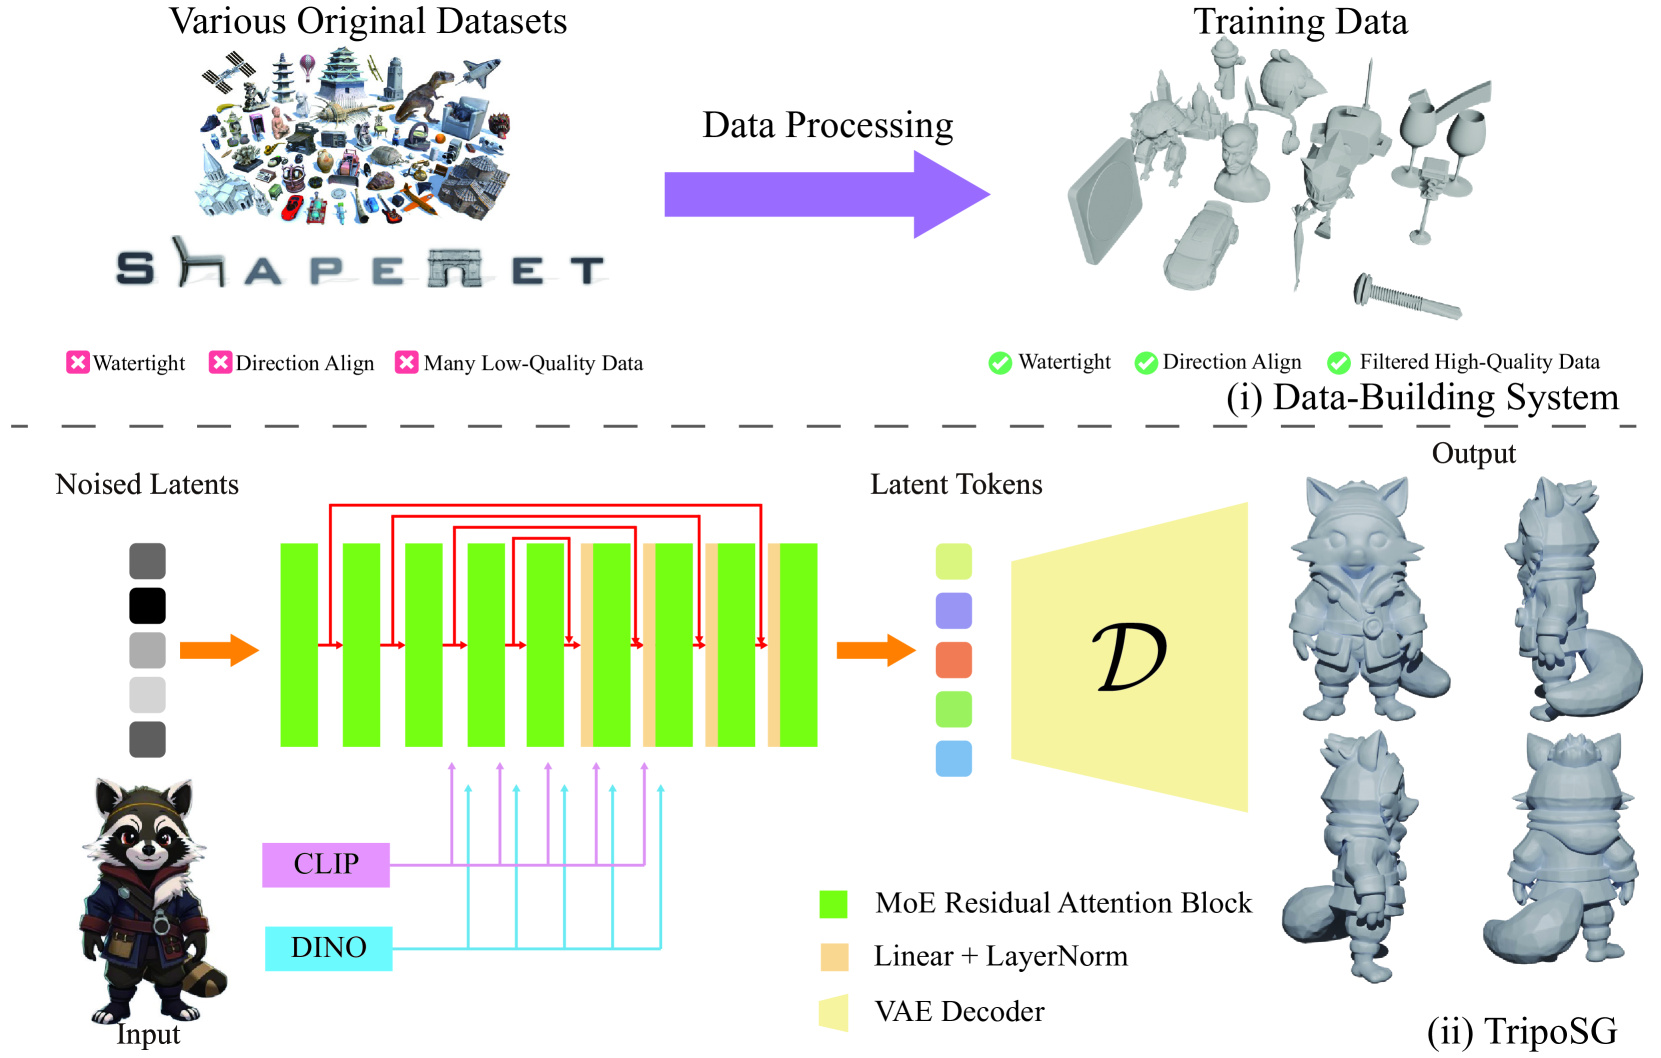 Various Original Datasets
Training Data
Data Processing
SHAPENET
Watertight
Direction Align
Many Low-Quality Data
Watertight
Direction Align
Filtered High-Quality Data
(i) Data-Building System
Output
Noised Latents
Latent Tokens
D
CLIP
DINO
Input
MoE Residual Attention Block
Linear + LayerNorm
VAE Decoder
(ii) TripoSG